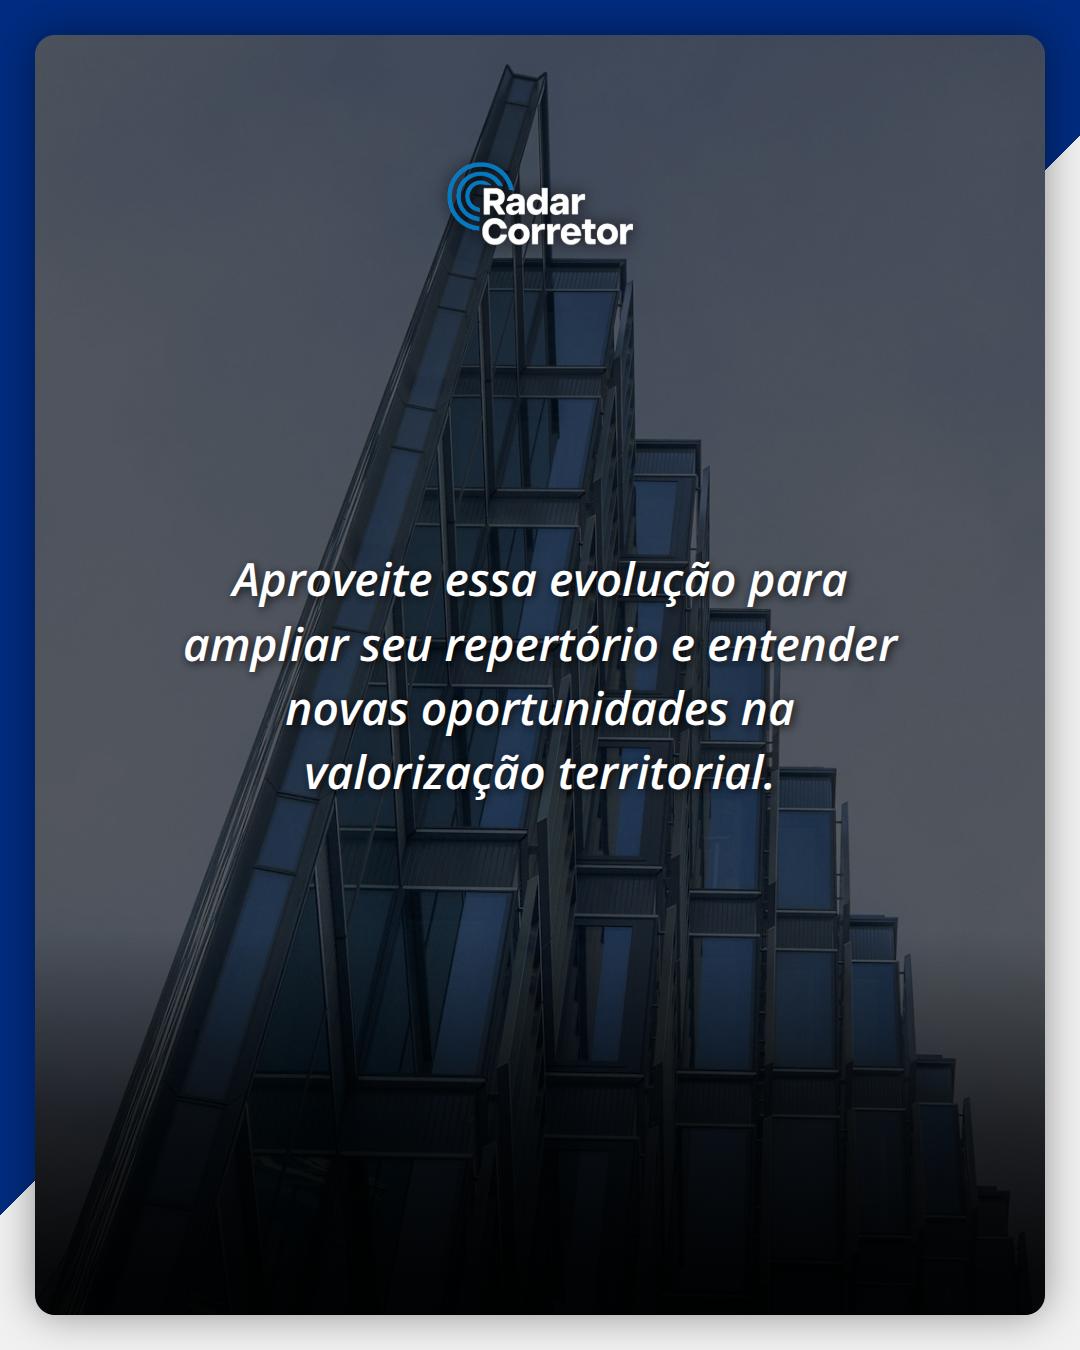 Radar
Corretor
Aproveite essa evolução para
ampliar seu repertório e entender
novas oportunidades na
valorização territorial.